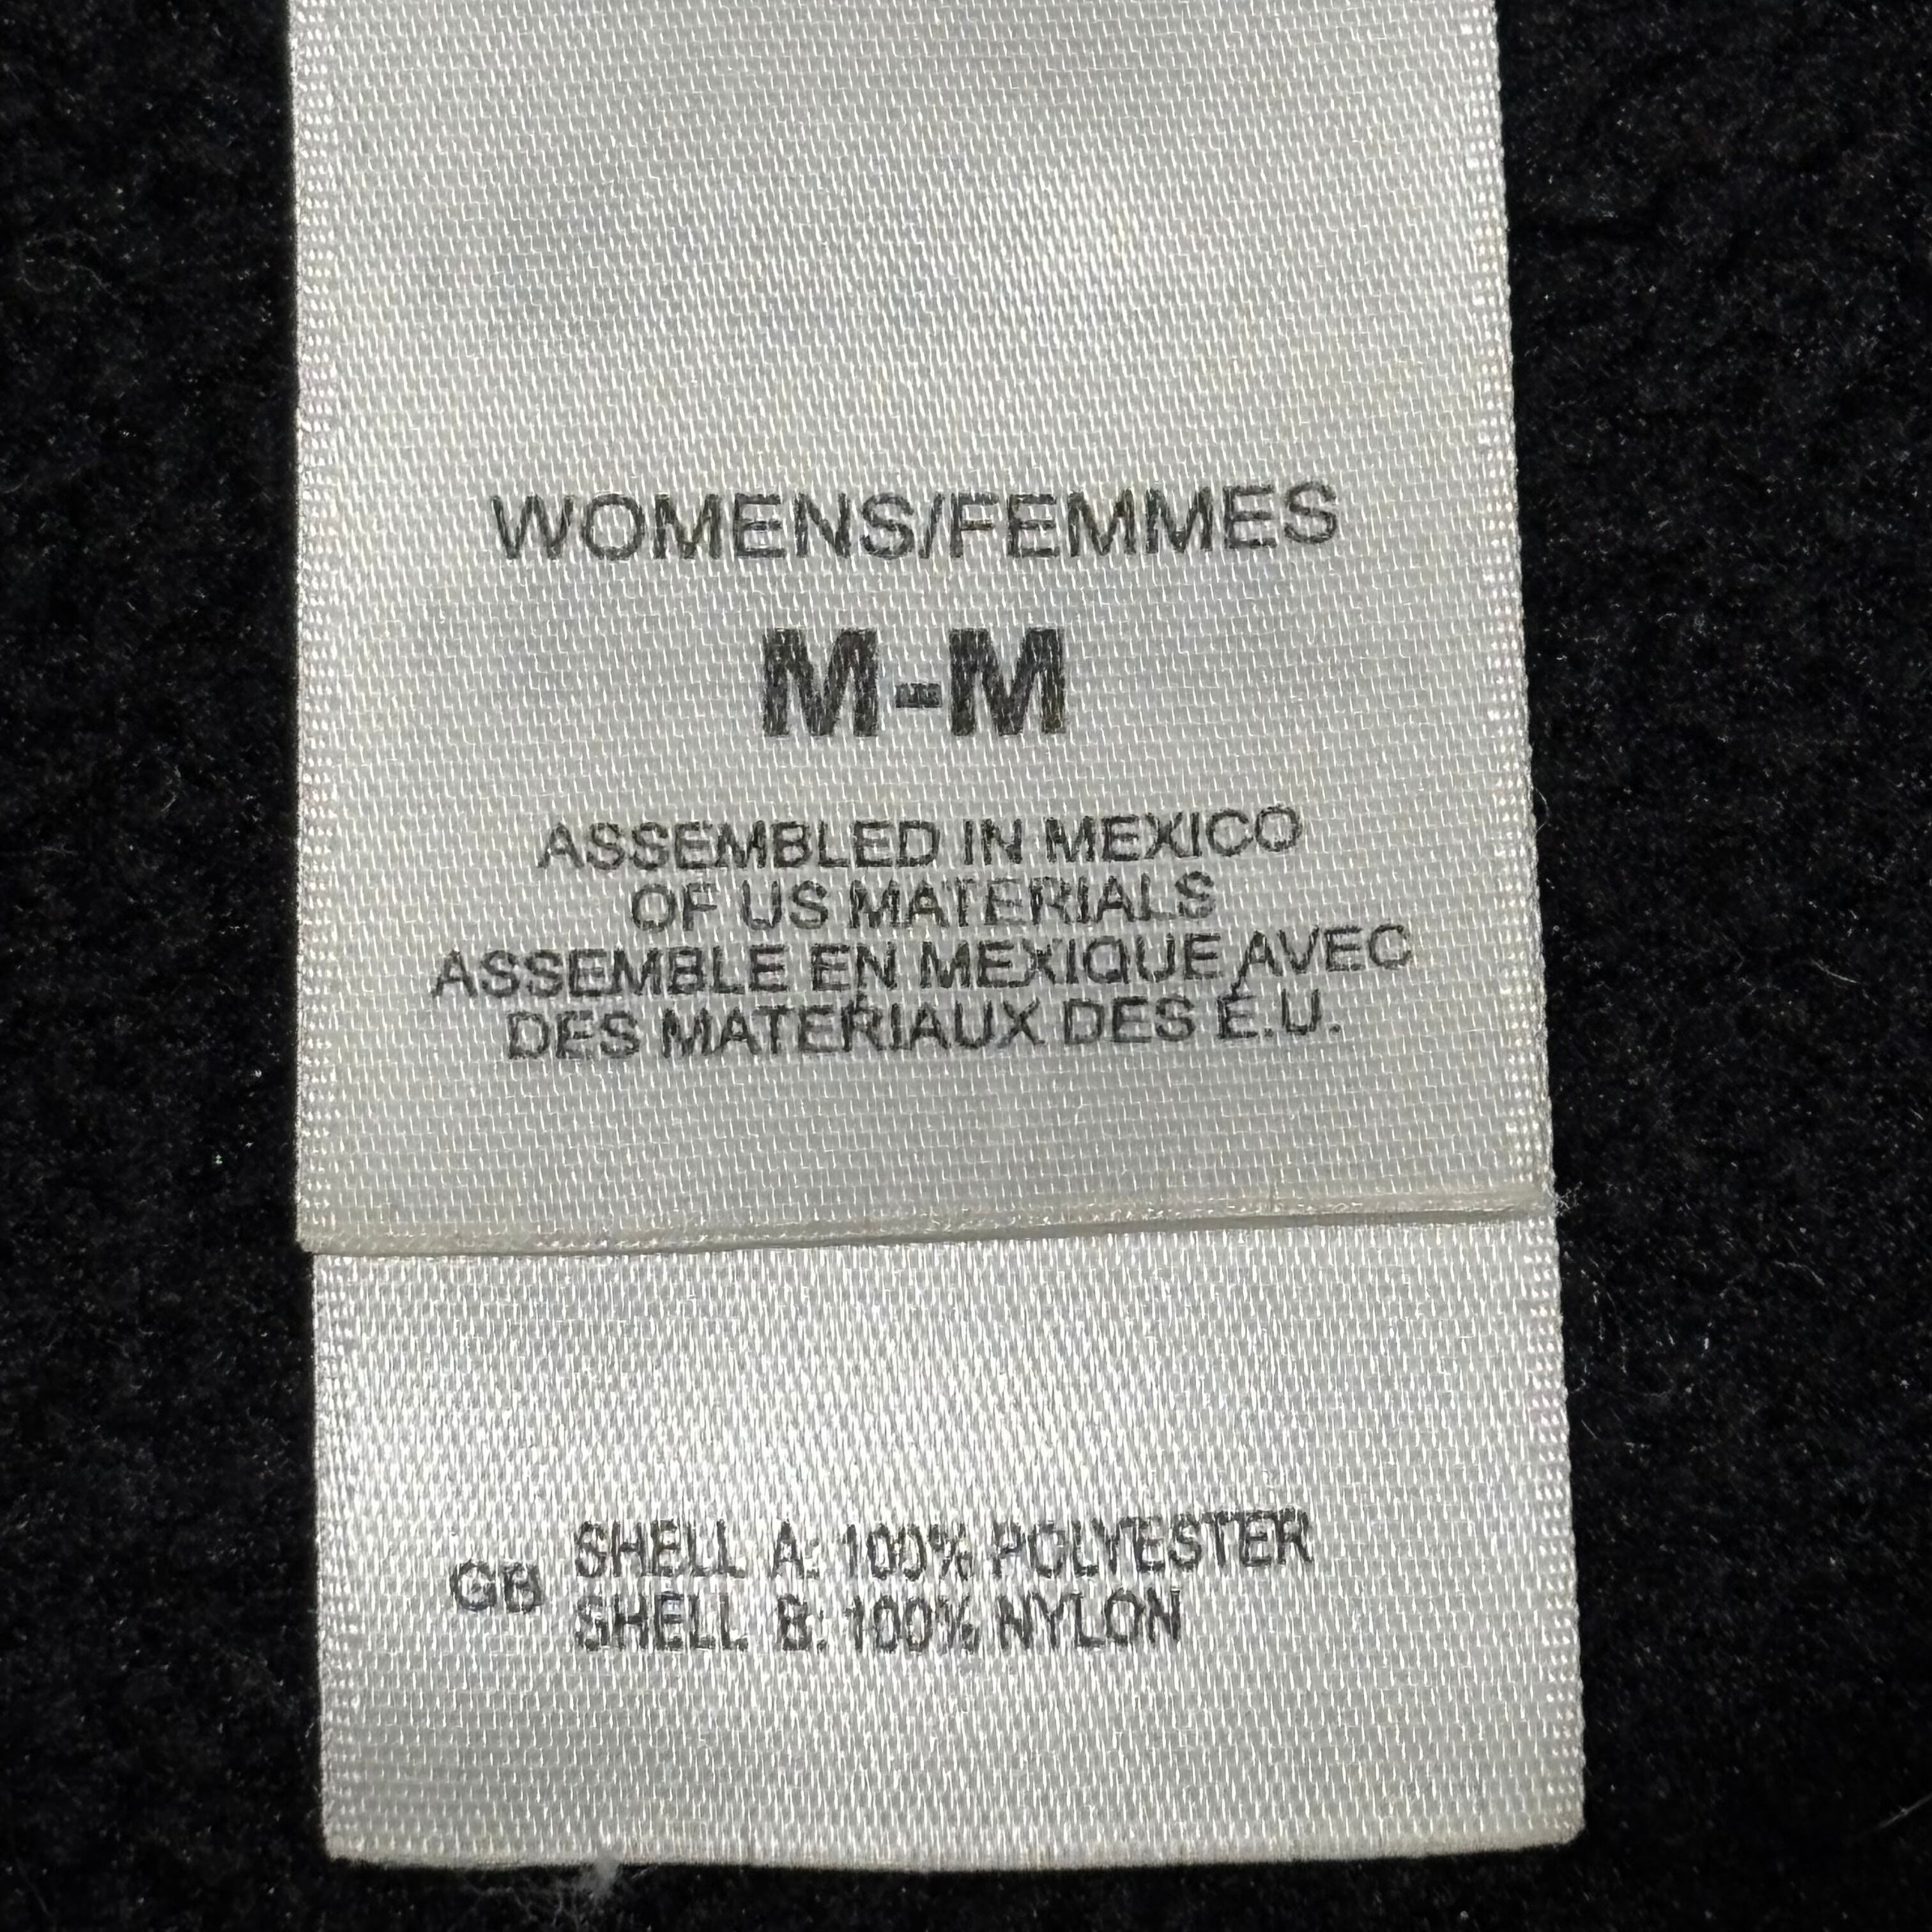 WOMENS/FEMMES
M-M
ASSEMBLED IN MEXICO
OF US MATERIALS
ASSEMBLE EN MEXIQUE AVEC
DES MATÉRIAUX DES É.U.
GB SHELL A: 100% POLYESTER
SHELL B: 100% NYLON